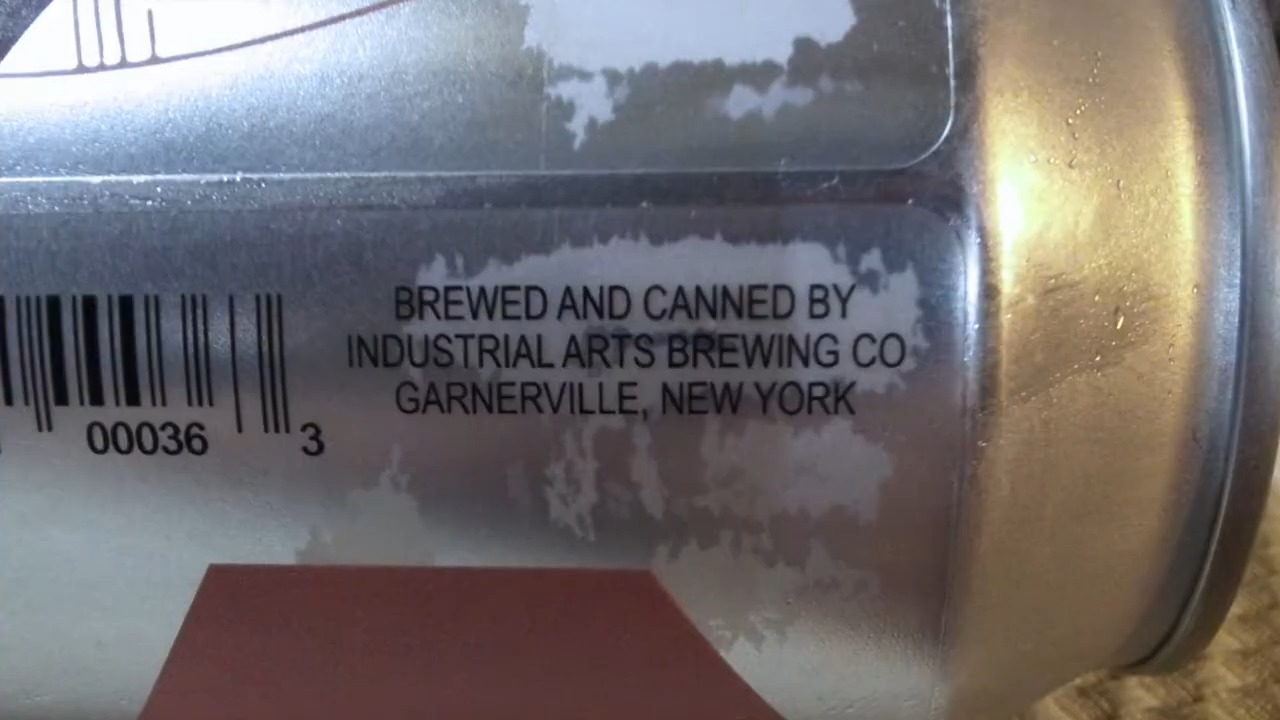 BREWED AND CANNED BY
INDUSTRIAL ARTS BREWING CO
GARNERVILLE, NEW YORK
00036 3